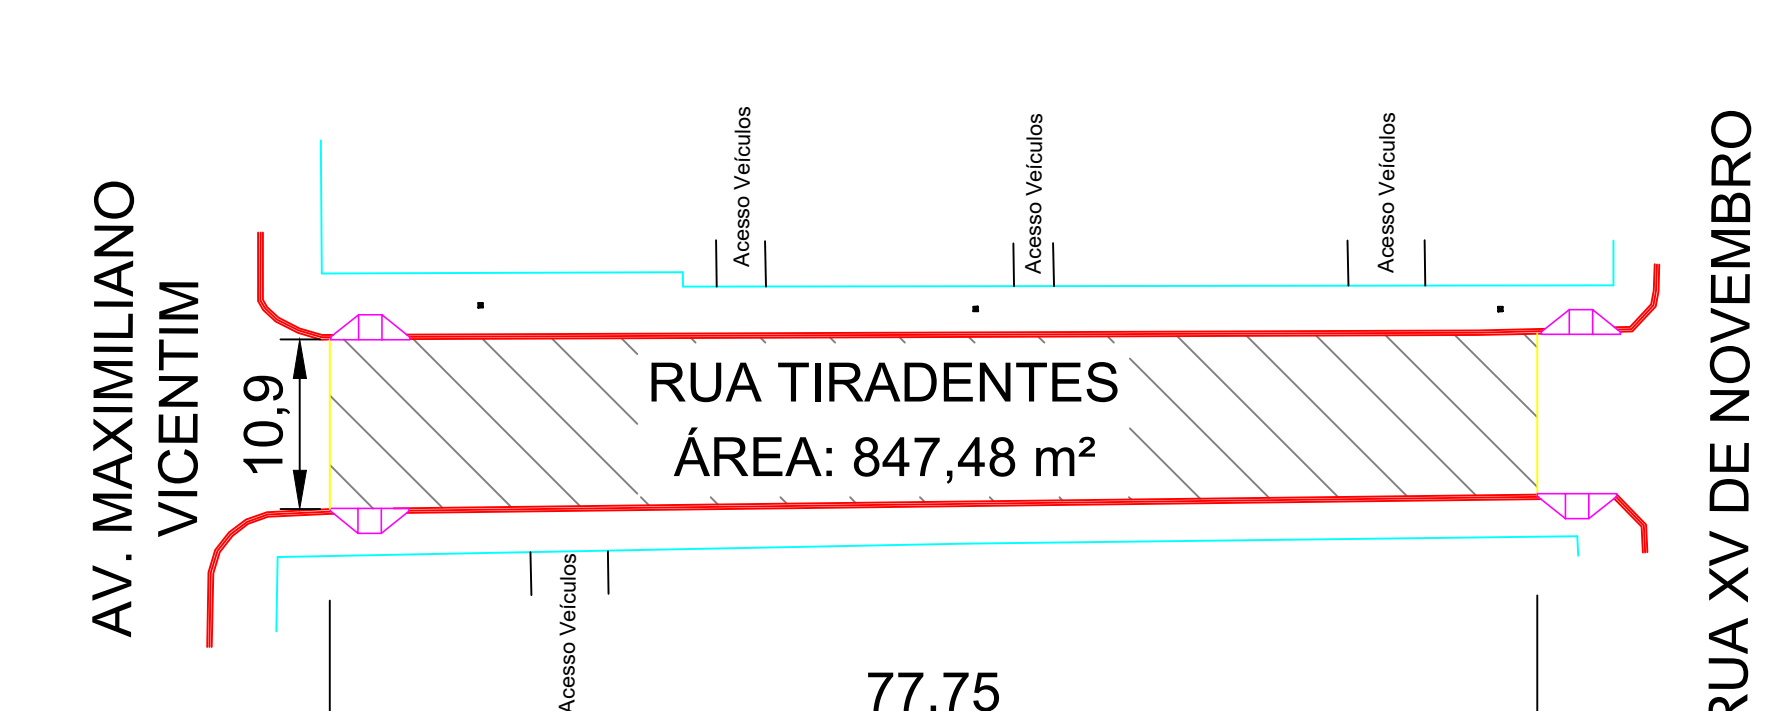 AV. MAXIMILIANO
VICENTIM
10,9
Acesso Veículos
Acesso Veículos
Acesso Veículos
RUA TIRADENTES
ÁREA: 847,48 m²
Acesso Veículos
77,75
RUA XV DE NOVEMBRO